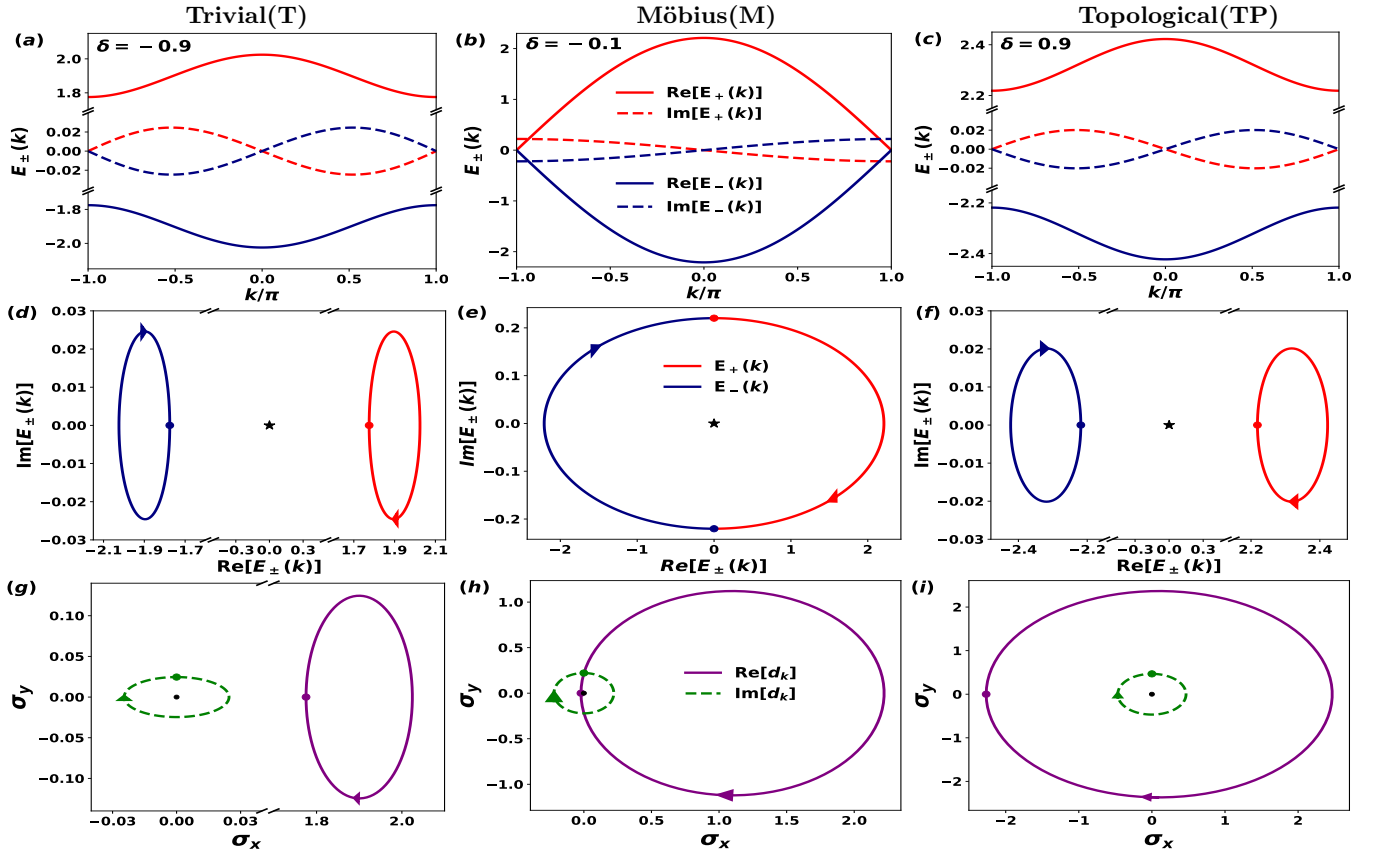 Trivial(T)
Möbius(M)
Topological(TP)
(a)
δ = −0.9
2.0
1.8
0.02
0.00
−0.02
−1.8
−2.0
E±(k)
−1.0 −0.5 0.0 0.5 1.0
k/π
(b)
δ = −0.1
2
1
0
−1
−2
Re[E+(k)]
Im[E+(k)]
Re[E−(k)]
Im[E−(k)]
E±(k)
−1.0 −0.5 0.0 0.5 1.0
k/π
(c)
δ = 0.9
2.4
2.2
0.02
0.00
−0.02
−2.2
−2.4
E±(k)
−1.0 −0.5 0.0 0.5 1.0
k/π
(d)
0.03
0.02
0.01
0.00
−0.01
−0.02
−0.03
Im[E±(k)]
−2.1 −1.9 −1.7 −0.3 0.0 0.3 1.7 1.9 2.1
Re[E±(k)]
(e)
0.2
0.1
0.0
−0.1
−0.2
E+(k)
E−(k)
Im[E±(k)]
−2 −1 0 1 2
Re[E±(k)]
(f)
0.03
0.02
0.01
0.00
−0.01
−0.02
−0.03
Im[E±(k)]
−2.4 −2.2 −0.3 0.0 0.3 2.2 2.4
Re[E±(k)]
(g)
0.10
0.05
0.00
−0.05
−0.10
σy
−0.03 0.00 0.03 1.8 2.0
σx
(h)
1.0
0.5
0.0
−0.5
−1.0
Re[dk]
Im[dk]
σy
0.0 0.5 1.0 1.5 2.0
σx
(i)
2
1
0
−1
−2
σy
−2 −1 0 1 2
σx